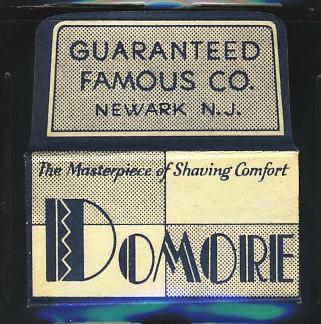 GUARANTEED
FAMOUS CO.
NEWARK N.J.
The Masterpiece of Shaving Comfort
DOMORE